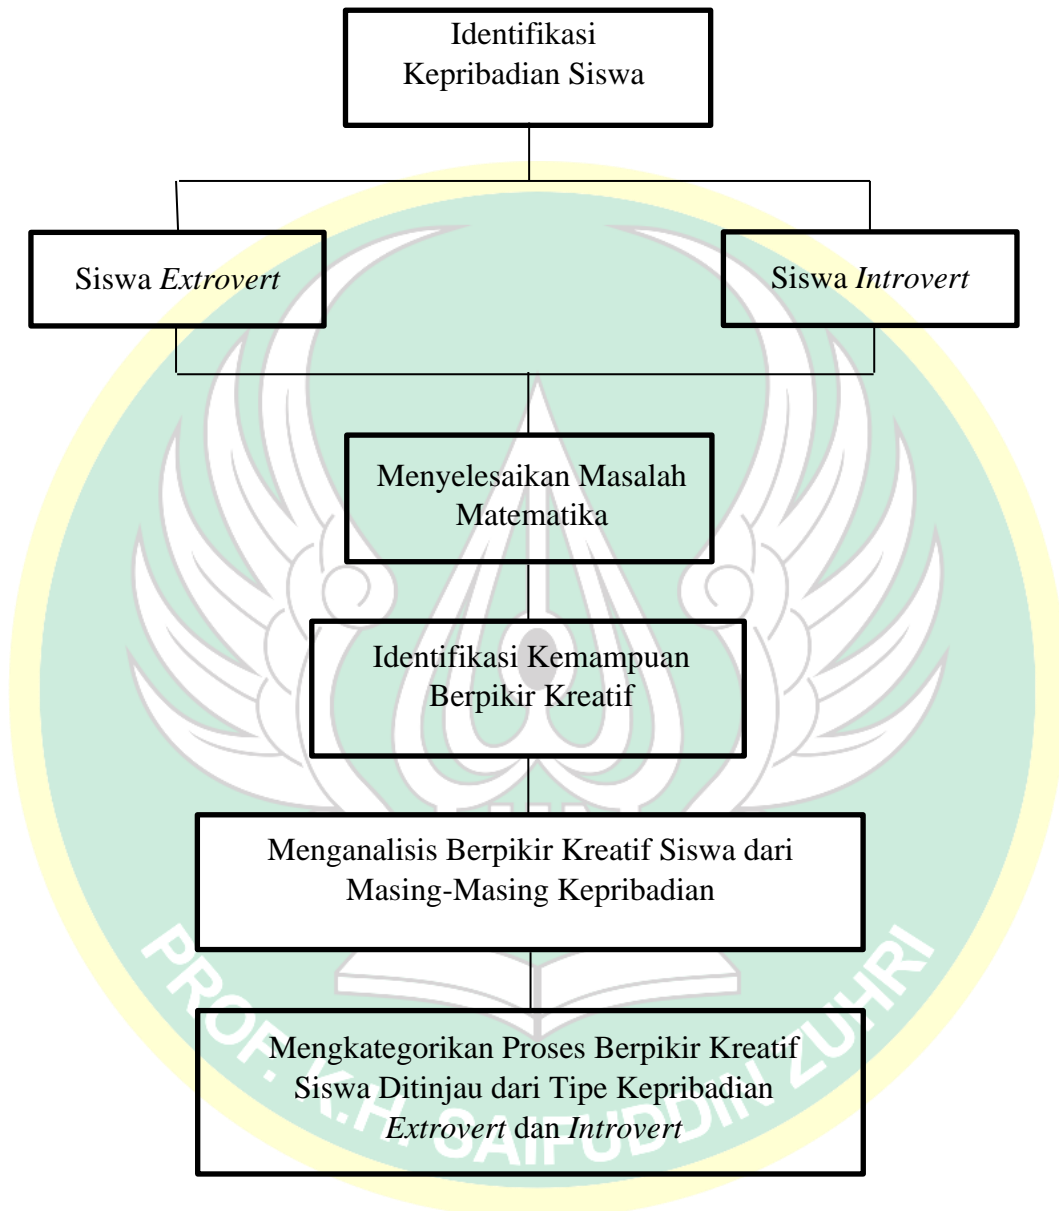 Identifikasi
Kepribadian Siswa
Siswa Extrovert
Siswa Introvert
Menyelesaikan Masalah
Matematika
Identifikasi Kemampuan
Berpikir Kreatif
Menganalisis Berpikir Kreatif Siswa dari
Masing-Masing Kepribadian
Mengkategorikan Proses Berpikir Kreatif
Siswa Ditinjau dari Tipe Kepribadian
Extrovert dan Introvert
PROF. K.H. SAIFUDDIN ZUHRI